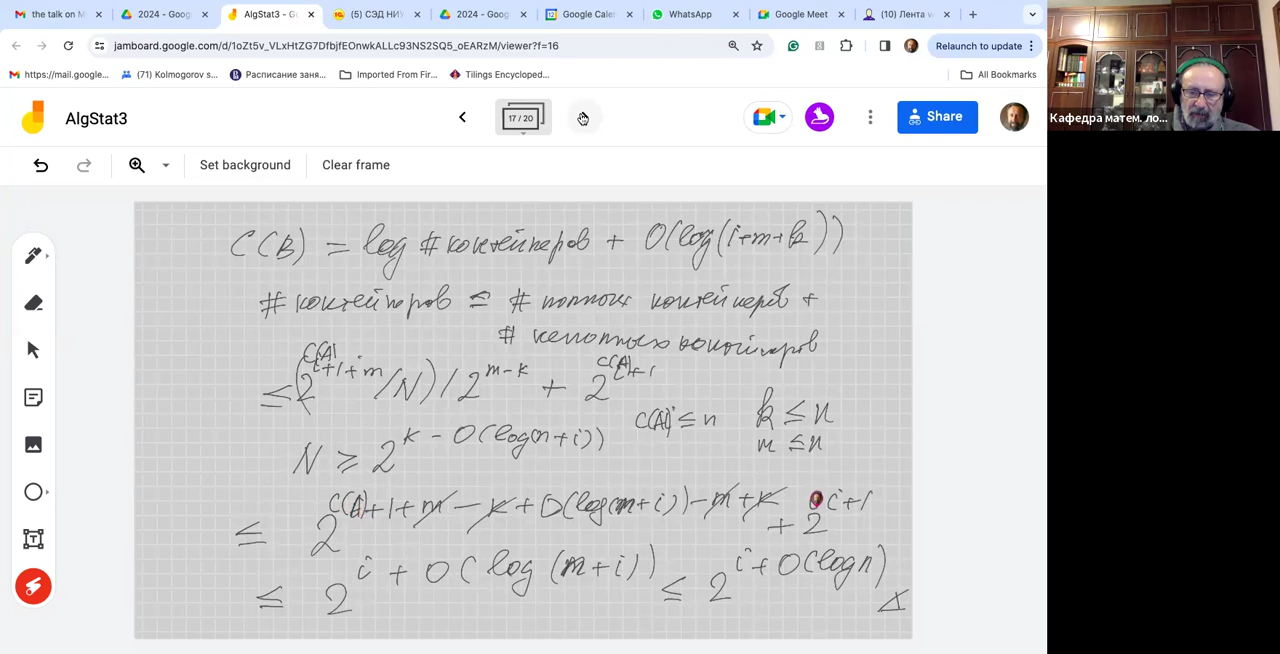 the talk on M
2024 - Goog
AlgStat3 - G
(5) СЭД НИУ
2024 - Goog
Google Cale
WhatsApp
Google Meet
(10) Лента
jamboard.google.com/d/1oZt5v_VLxHtZG7DfbjfEOnwkALLc93NS2SQ5_oEARzM/viewer?f=16
Relaunch to update
https://mail.google...
(71) Kolmogorov s...
Расписание заня...
Imported From Fir...
Tilings Encycloped...
All Bookmarks
AlgStat3
17 / 20
Share
Set background
Clear frame
Кафедра матем. ло...
C(B) = log #контейнеров + O(log(i+m+k))
#контейнеров ≤ # полных контейнеров +
# неполных контейнеров
≤ (2^{C(A)+1+m}/N)/2^{m-k} + 2^{C(A)+1}
C(A) ≤ n k ≤ n
m ≤ n
N ≥ 2^{k - O(log(m+i))}
≤ 2^{C(A)+1+m-k+O(log(m+i))-m+k} + 2^{i+1}
≤ 2^{i+O(log(m+i))} ≤ 2^{i+O(log n)}